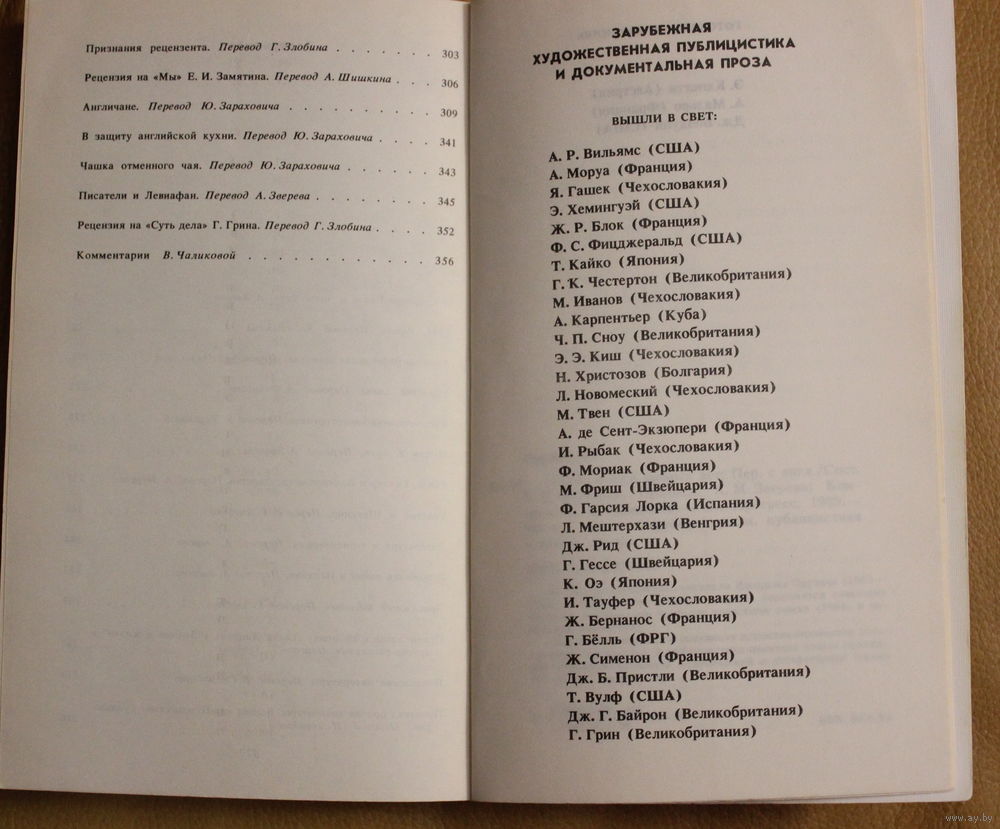 Признания рецензента. Перевод Г. Злобина . . . . . . . 303
Рецензия на «Мы» Е. И. Замятина. Перевод А. Шишкина . . . 306
Англичане. Перевод Ю. Зараховича . . . . . . . . . 309
В защиту английской кухни. Перевод Ю. Зараховича . . . . 341
Чашка отменного чая. Перевод Ю. Зараховича . . . . . . 343
Писатели и Левиафан. Перевод А. Зверева . . . . . . . 345
Рецензия на «Суть дела» Г. Грина. Перевод Г. Злобина . . . . 352
Комментарии В. Чаликовой . . . . . . . . . . . . 356
ЗАРУБЕЖНАЯ
ХУДОЖЕСТВЕННАЯ ПУБЛИЦИСТИКА
И ДОКУМЕНТАЛЬНАЯ ПРОЗА
ВЫШЛИ В СВЕТ:
А. Р. Вильямс (США)
А. Моруа (Франция)
Я. Гашек (Чехословакия)
Э. Хемингуэй (США)
Ж. Р. Блок (Франция)
Ф. С. Фицджеральд (США)
Т. Кайко (Япония)
Г. К. Честертон (Великобритания)
М. Иванов (Чехословакия)
А. Карпентьер (Куба)
Ч. П. Сноу (Великобритания)
Э. Э. Киш (Чехословакия)
Н. Христозов (Болгария)
Л. Новомеский (Чехословакия)
М. Твен (США)
А. де Сент-Экзюпери (Франция)
И. Рыбак (Чехословакия)
Ф. Мориак (Франция)
М. Фриш (Швейцария)
Ф. Гарсия Лорка (Испания)
Л. Мештерхази (Венгрия)
Дж. Рид (США)
Г. Гессе (Швейцария)
К. Оэ (Япония)
И. Тауфер (Чехословакия)
Ж. Бернанос (Франция)
Г. Бёлль (ФРГ)
Ж. Сименон (Франция)
Дж. Б. Пристли (Великобритания)
Т. Вулф (США)
Дж. Г. Байрон (Великобритания)
Г. Грин (Великобритания)
www.ay.by